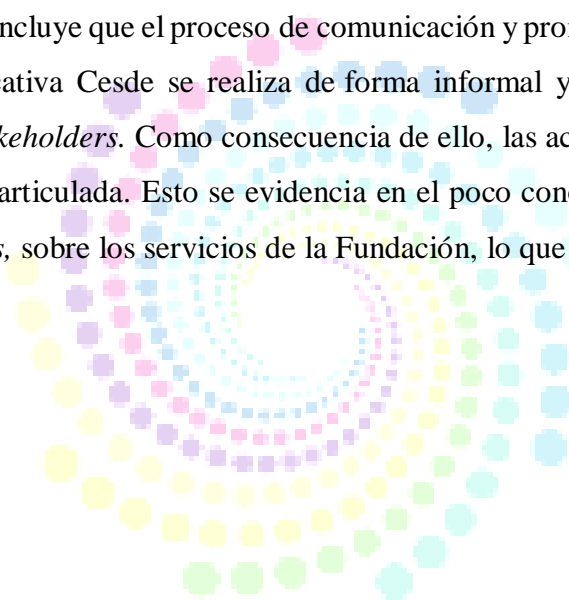 ncluye que el proceso de comunicación y pro
cativa Cesde se realiza de forma informal y
keholders. Como consecuencia de ello, las ac
articulada. Esto se evidencia en el poco con
s, sobre los servicios de la Fundación, lo que